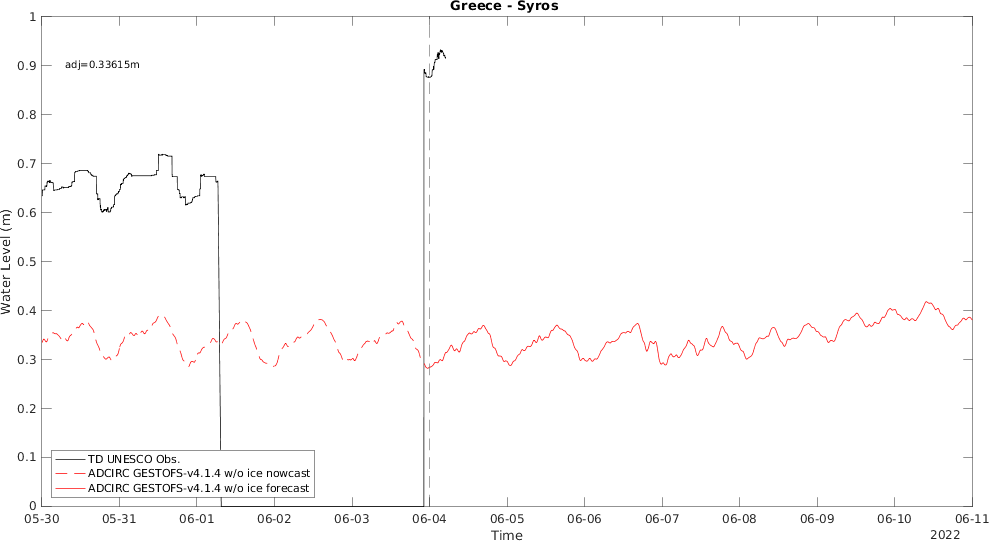 Greece - Syros
1
0.9
0.8
0.7
0.6
0.5
0.4
0.3
0.2
0.1
0
Water Level (m)
adj=0.33615m
TD UNESCO Obs.
ADCIRC GESTOFS-v4.1.4 w/o ice nowcast
ADCIRC GESTOFS-v4.1.4 w/o ice forecast
05-30 05-31 06-01 06-02 06-03 06-04 06-05 06-06 06-07 06-08 06-09 06-10 06-11
Time
2022